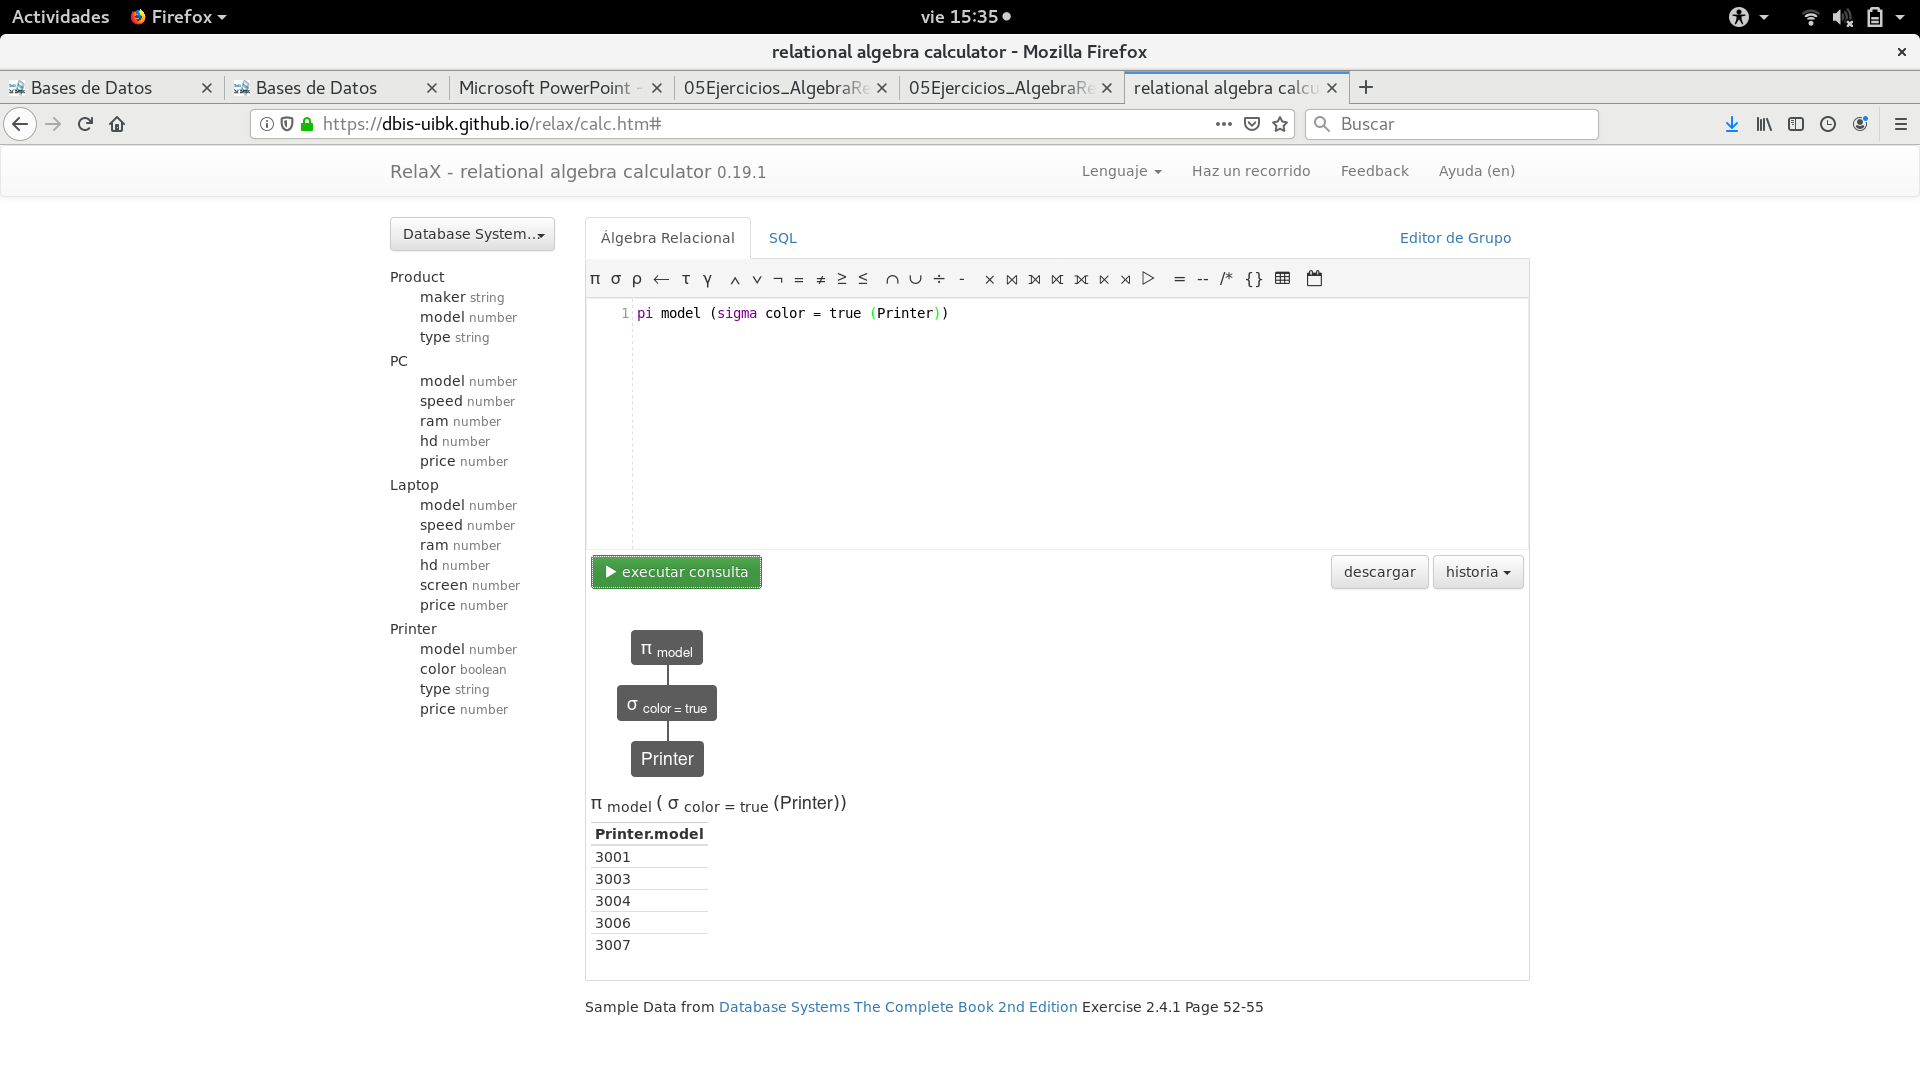 Actividades Firefox vie 15:35
relational algebra calculator - Mozilla Firefox
Bases de Datos Bases de Datos Microsoft PowerPoint - 05Ejercicios_AlgebraRe 05Ejercicios_AlgebraRe relational algebra calcu
https://dbis-uibk.github.io/relax/calc.htm# Buscar
RelaX - relational algebra calculator 0.19.1 Lenguaje Haz un recorrido Feedback Ayuda (en)
Database System...
Product
maker string
model number
type string
PC
model number
speed number
ram number
hd number
price number
Laptop
model number
speed number
ram number
hd number
screen number
price number
Printer
model number
color boolean
type string
price number
Álgebra Relacional SQL Editor de Grupo
π σ ρ ← τ γ ∧ ∨ ¬ = ≠ ≥ ≤ ∩ ∪ ÷ - × ⨝ ⟕ ⟖ ⟗ ⋉ ⋊ ▷ = -- /* {}
1 pi model (sigma color = true (Printer))
executar consulta descargar historia
π model
σ color = true
Printer
π model ( σ color = true (Printer))
Printer.model
3001
3003
3004
3006
3007
Sample Data from Database Systems The Complete Book 2nd Edition Exercise 2.4.1 Page 52-55